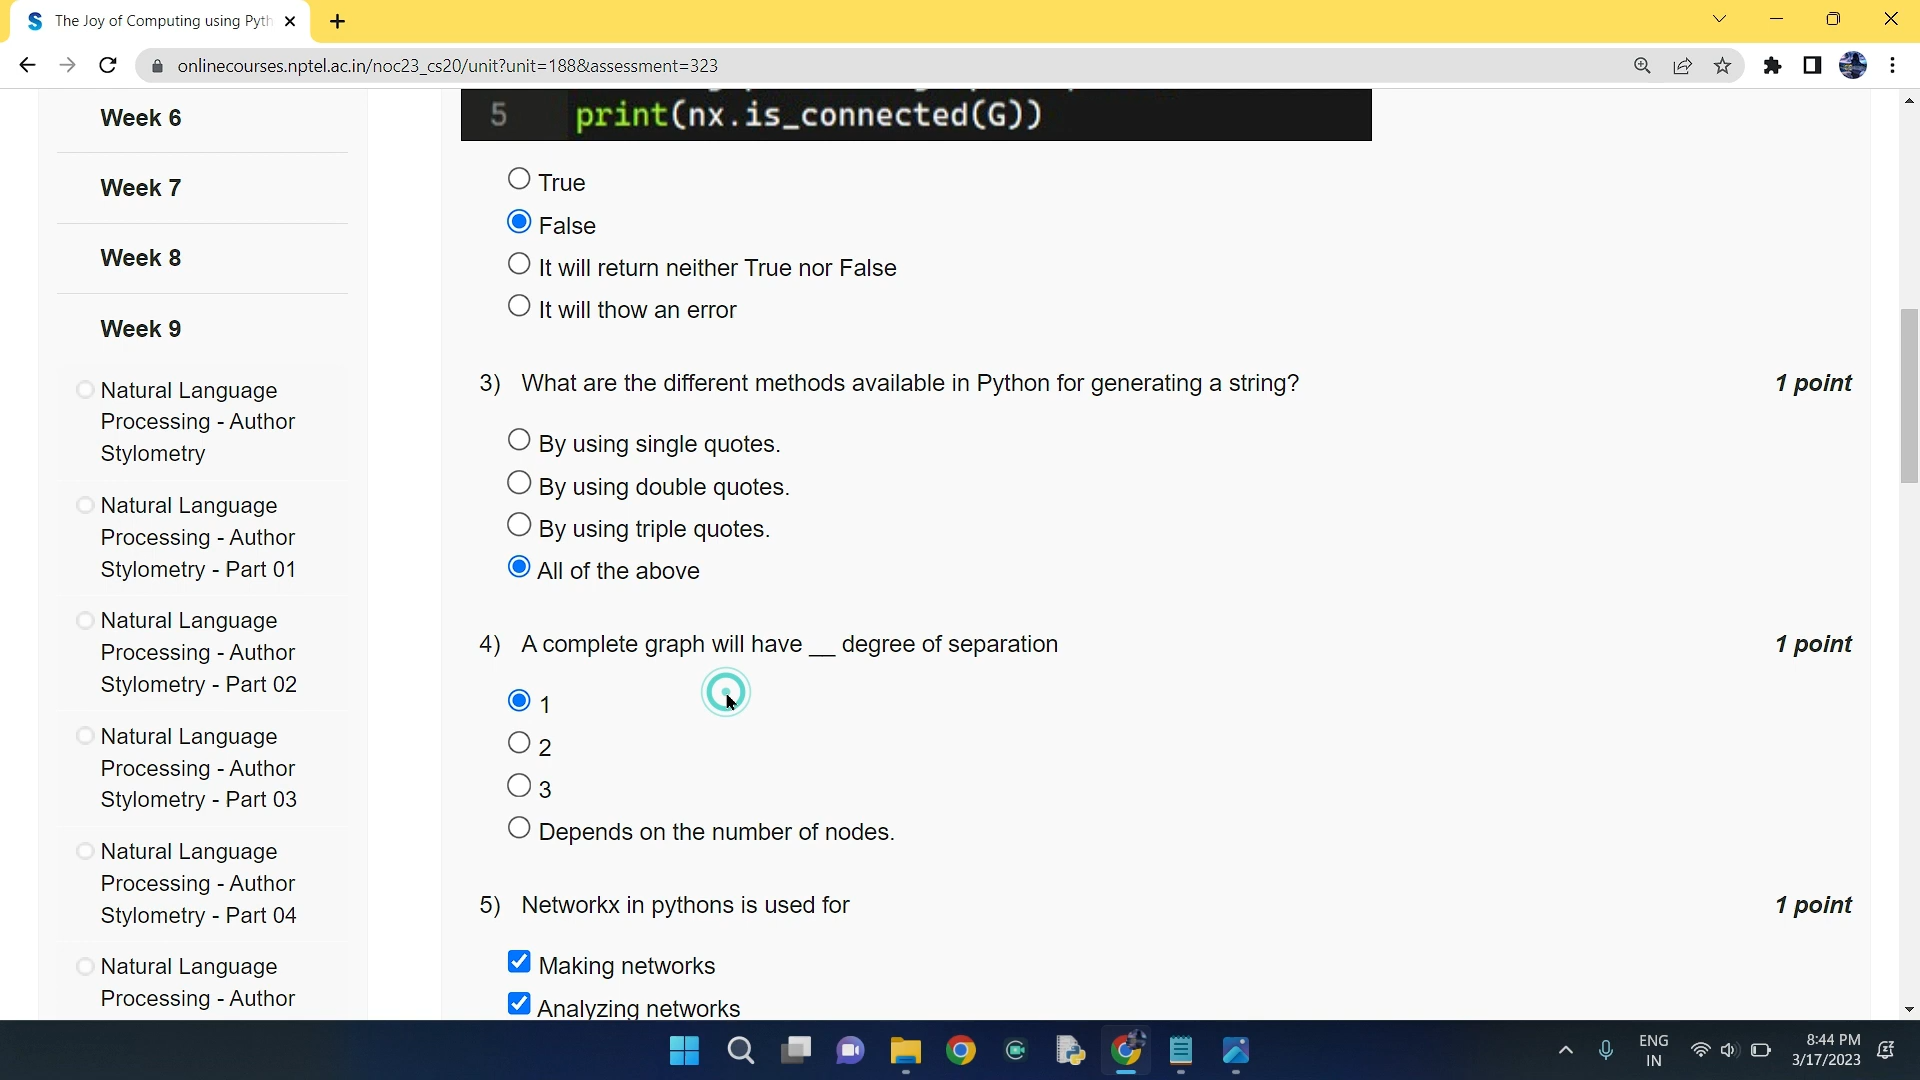 The Joy of Computing using Pyth
onlinecourses.nptel.ac.in/noc23_cs20/unit?unit=188&assessment=323
Week 6
Week 7
Week 8
Week 9
Natural Language
Processing - Author
Stylometry
Natural Language
Processing - Author
Stylometry - Part 01
Natural Language
Processing - Author
Stylometry - Part 02
Natural Language
Processing - Author
Stylometry - Part 03
Natural Language
Processing - Author
Stylometry - Part 04
Natural Language
Processing - Author
5 print(nx.is_connected(G))
True
False
It will return neither True nor False
It will thow an error
3) What are the different methods available in Python for generating a string? 1 point
By using single quotes.
By using double quotes.
By using triple quotes.
All of the above
4) A complete graph will have __ degree of separation 1 point
1
2
3
Depends on the number of nodes.
5) Networkx in pythons is used for 1 point
Making networks
Analyzing networks
ENG
IN
8:44 PM
3/17/2023